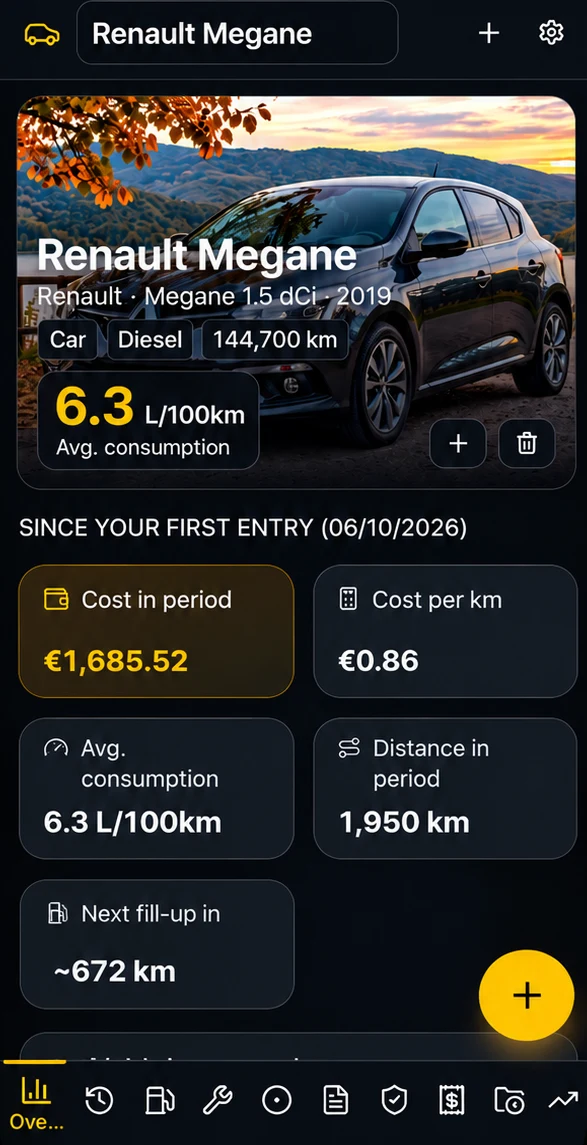 Renault Megane
Renault Megane
Renault · Megane 1.5 dCi · 2019
Car
Diesel
144,700 km
6.3 L/100km
Avg. consumption
SINCE YOUR FIRST ENTRY (06/10/2026)
Cost in period
€1,685.52
Cost per km
€0.86
Avg.
consumption
6.3 L/100km
Distance in
period
1,950 km
Next fill-up in
~672 km
Ove...